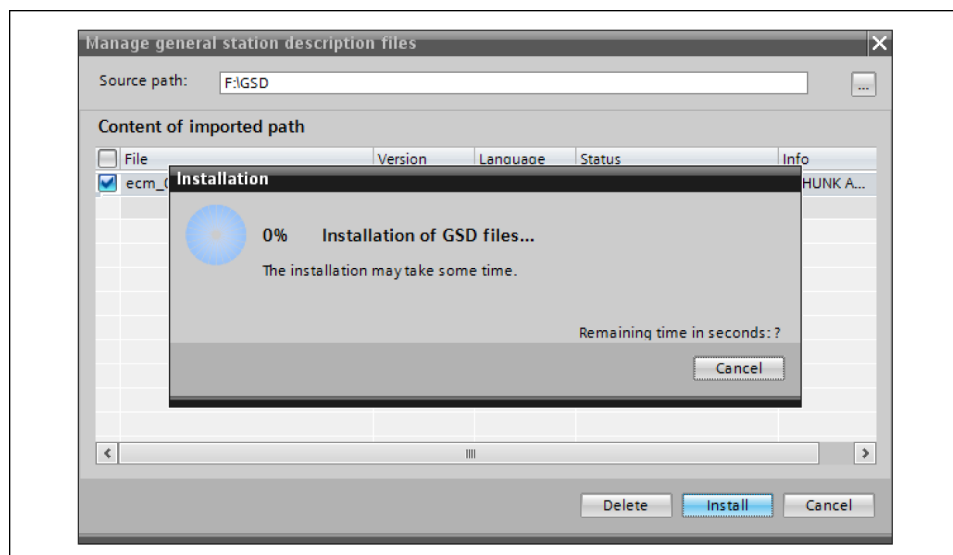 Manage general station description files
Source path: F:\GSD ...
Content of imported path
File Version Language Status Info
HUNK A...
Installation
0% Installation of GSD files...
The installation may take some time.
Remaining time in seconds: ?
Cancel
Delete Install Cancel